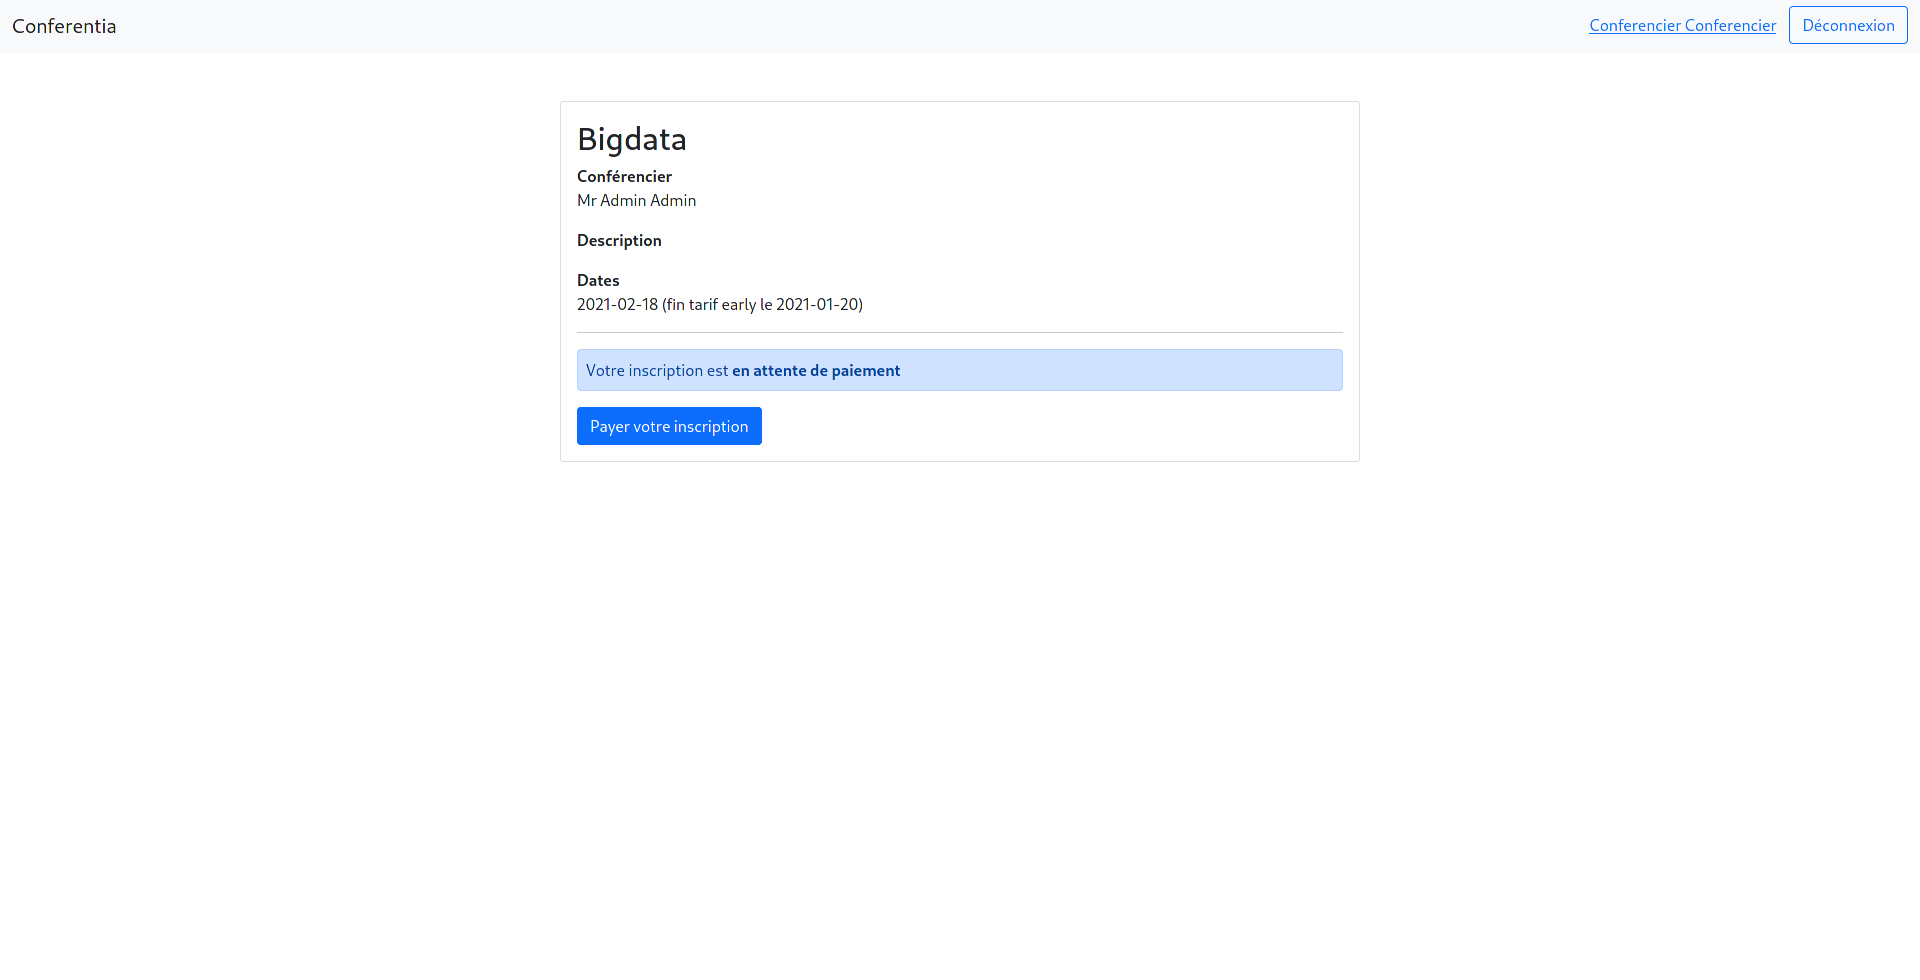 Conferentia
Conferencier Conferencier
Déconnexion
Bigdata
Conférencier
Mr Admin Admin
Description
Dates
2021-02-18 (fin tarif early le 2021-01-20)
Votre inscription est en attente de paiement
Payer votre inscription